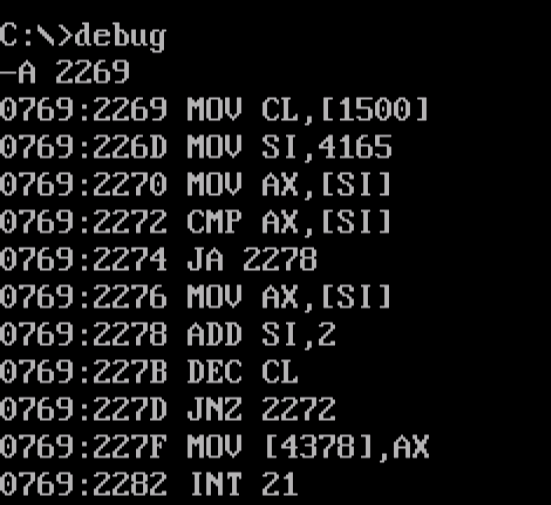 C:\>debug
-A 2269
0769:2269 MOV CL,[1500]
0769:226D MOV SI,4165
0769:2270 MOV AX,[SI]
0769:2272 CMP AX,[SI]
0769:2274 JA 2278
0769:2276 MOV AX,[SI]
0769:2278 ADD SI,2
0769:227B DEC CL
0769:227D JNZ 2272
0769:227F MOV [4378],AX
0769:2282 INT 21